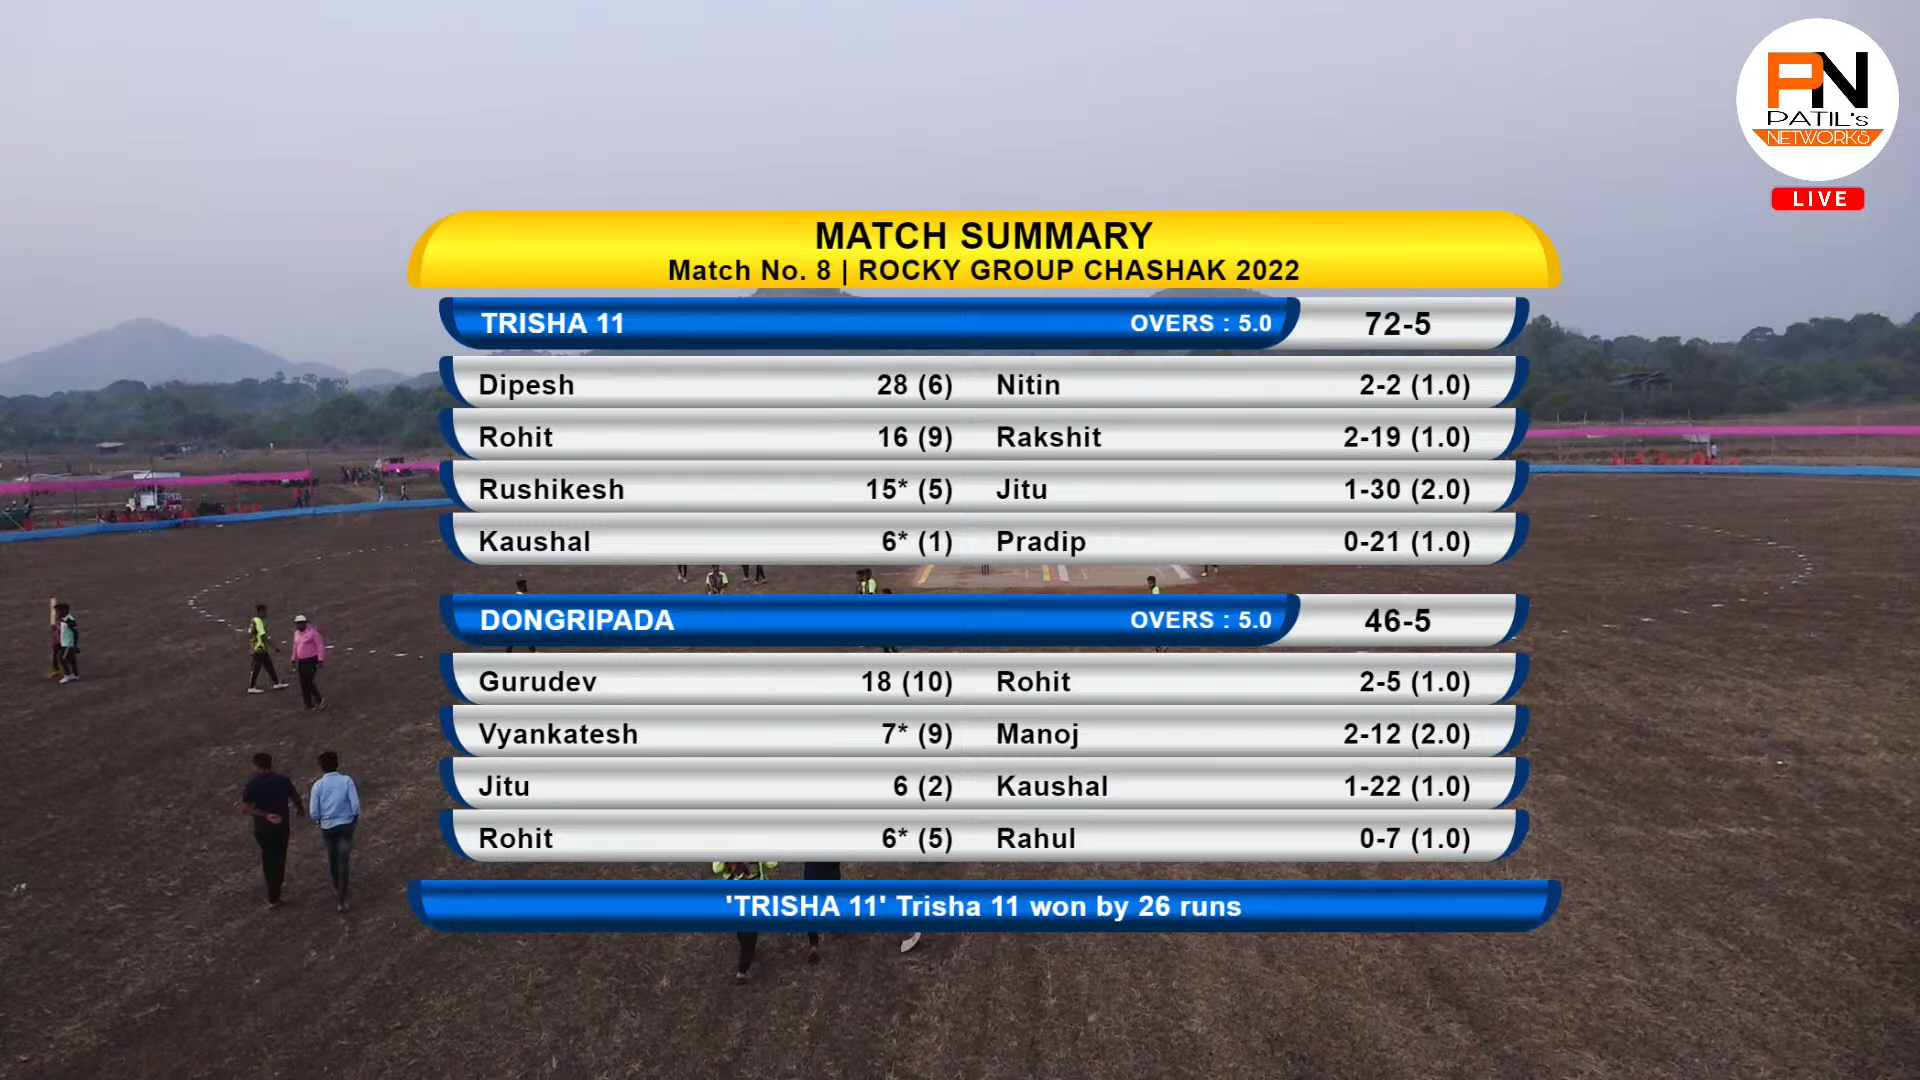 PN
PATIL's
NETWORKS
LIVE
MATCH SUMMARY
Match No. 8 | ROCKY GROUP CHASHAK 2022
TRISHA 11 OVERS : 5.0 72-5
Dipesh 28 (6) Nitin 2-2 (1.0)
Rohit 16 (9) Rakshit 2-19 (1.0)
Rushikesh 15* (5) Jitu 1-30 (2.0)
Kaushal 6* (1) Pradip 0-21 (1.0)
DONGRIPADA OVERS : 5.0 46-5
Gurudev 18 (10) Rohit 2-5 (1.0)
Vyankatesh 7* (9) Manoj 2-12 (2.0)
Jitu 6 (2) Kaushal 1-22 (1.0)
Rohit 6* (5) Rahul 0-7 (1.0)
'TRISHA 11' Trisha 11 won by 26 runs